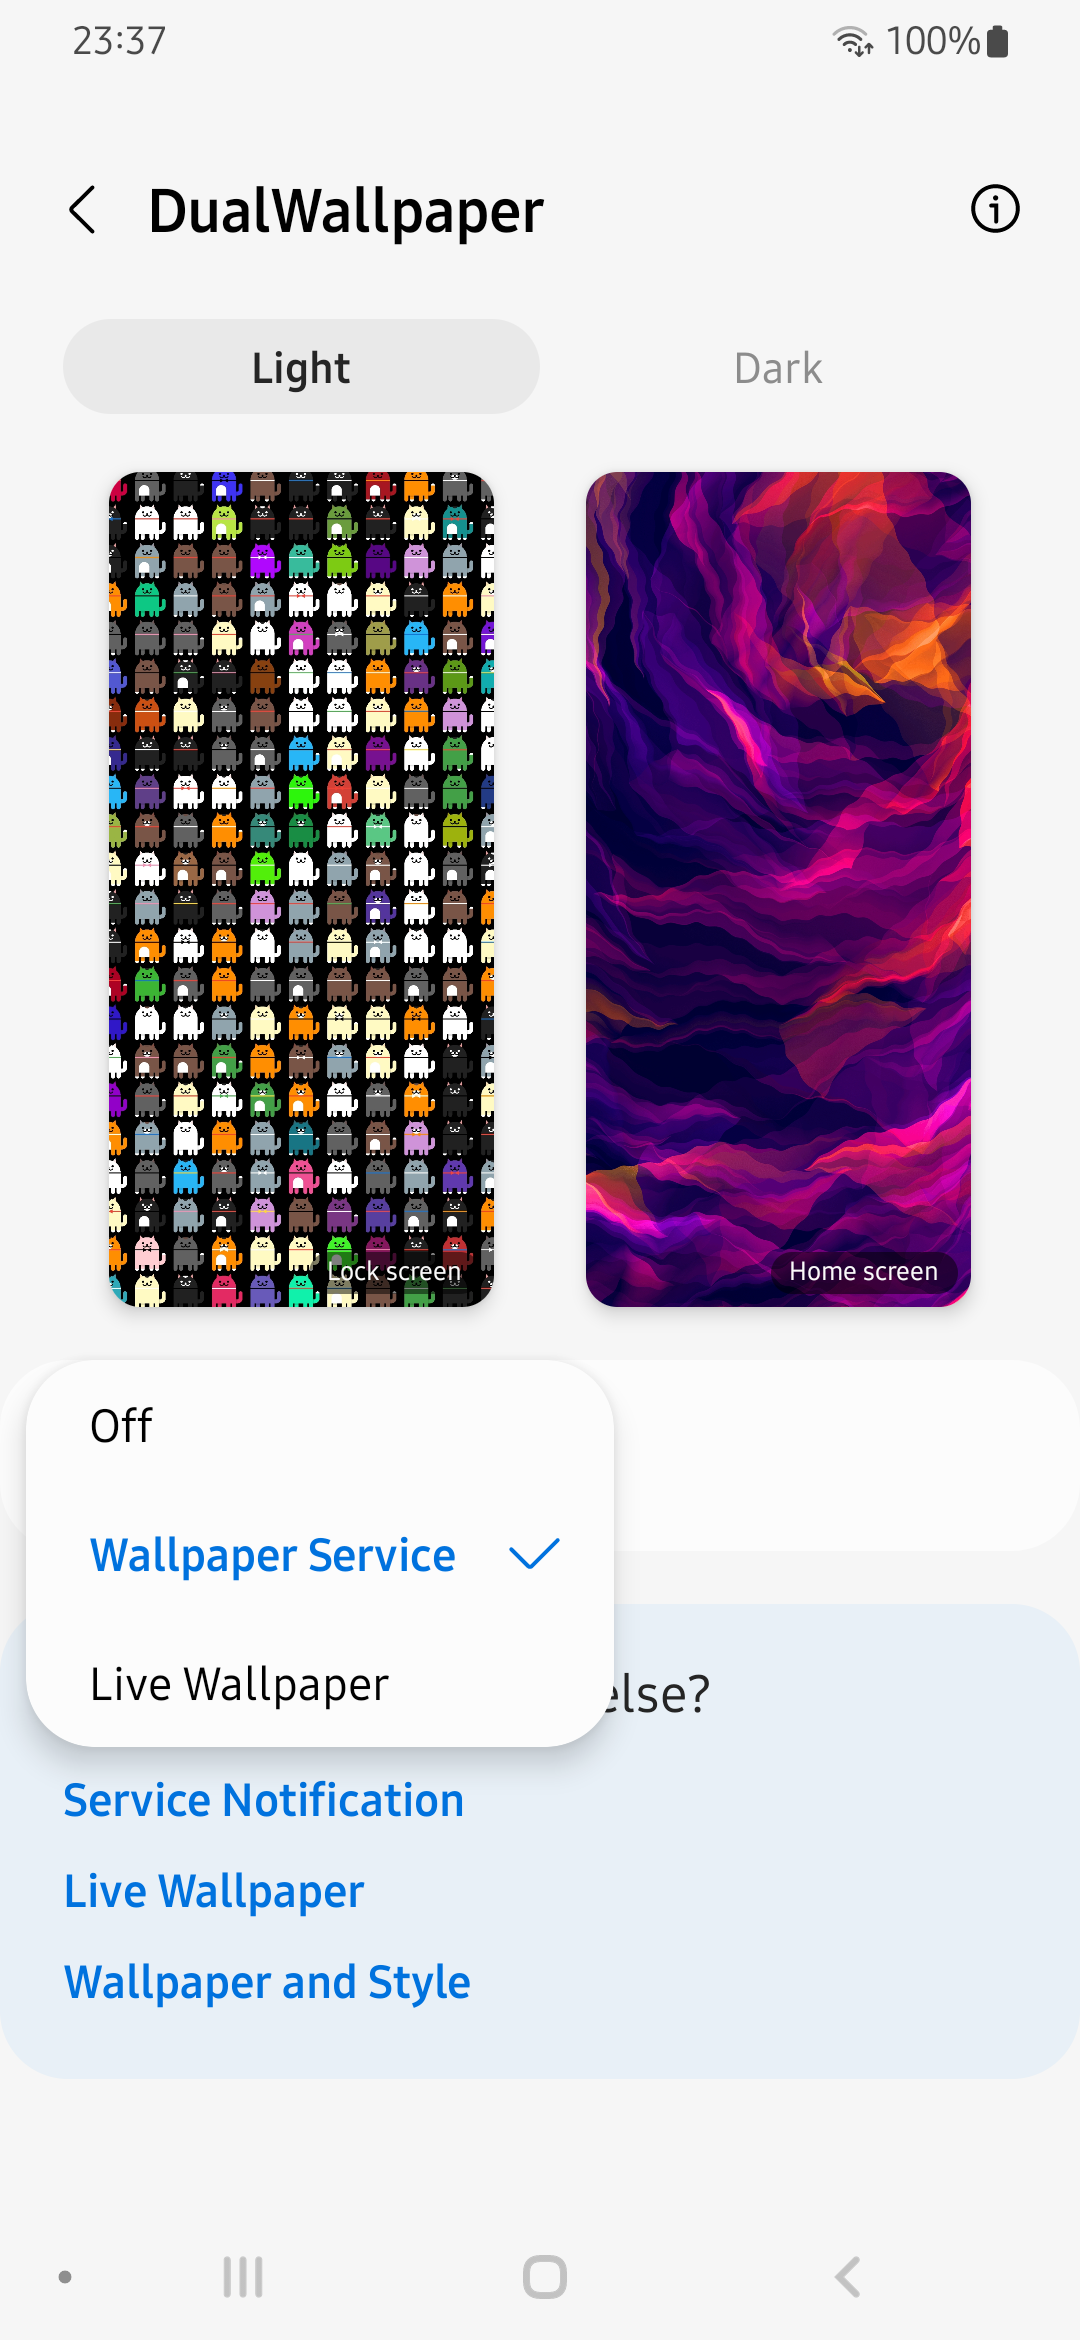 23:37
100%
DualWallpaper
Light
Dark
Lock screen
Home screen
Off
Wallpaper Service
Live Wallpaper
else?
Service Notification
Live Wallpaper
Wallpaper and Style